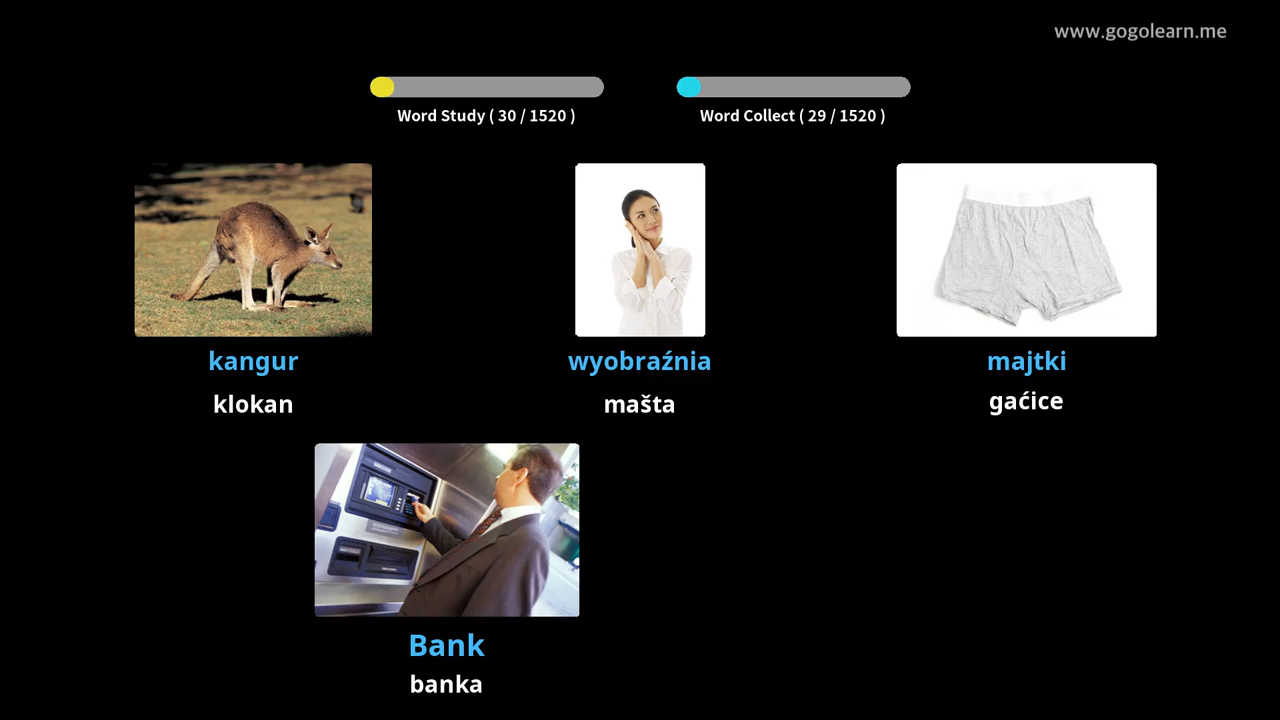 www.gogolearn.me
Word Study ( 30 / 1520 )
Word Collect ( 29 / 1520 )
kangur
klokan
wyobraźnia
mašta
majtki
gaćice
Bank
banka